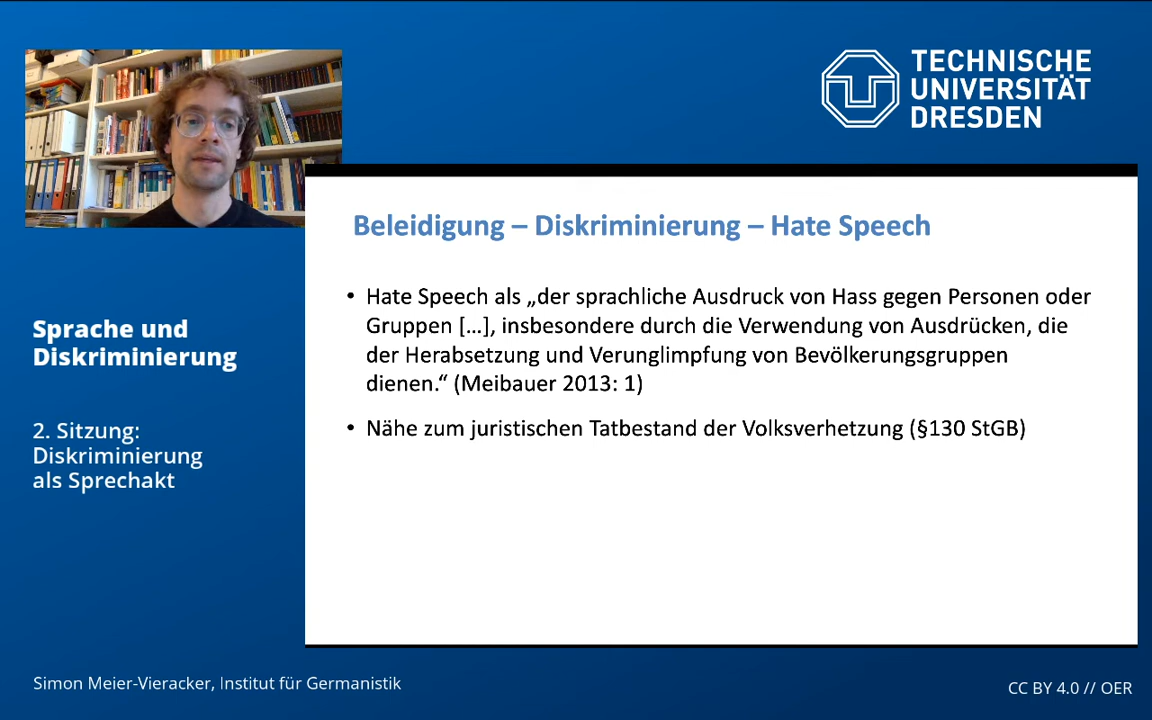 TECHNISCHE
UNIVERSITÄT
DRESDEN
Beleidigung – Diskriminierung – Hate Speech
• Hate Speech als „der sprachliche Ausdruck von Hass gegen Personen oder
Gruppen […], insbesondere durch die Verwendung von Ausdrücken, die
der Herabsetzung und Verunglimpfung von Bevölkerungsgruppen
dienen.“ (Meibauer 2013: 1)
• Nähe zum juristischen Tatbestand der Volksverhetzung (§130 StGB)
Sprache und
Diskriminierung
2. Sitzung:
Diskriminierung
als Sprechakt
Simon Meier-Vieracker, Institut für Germanistik
CC BY 4.0 // OER